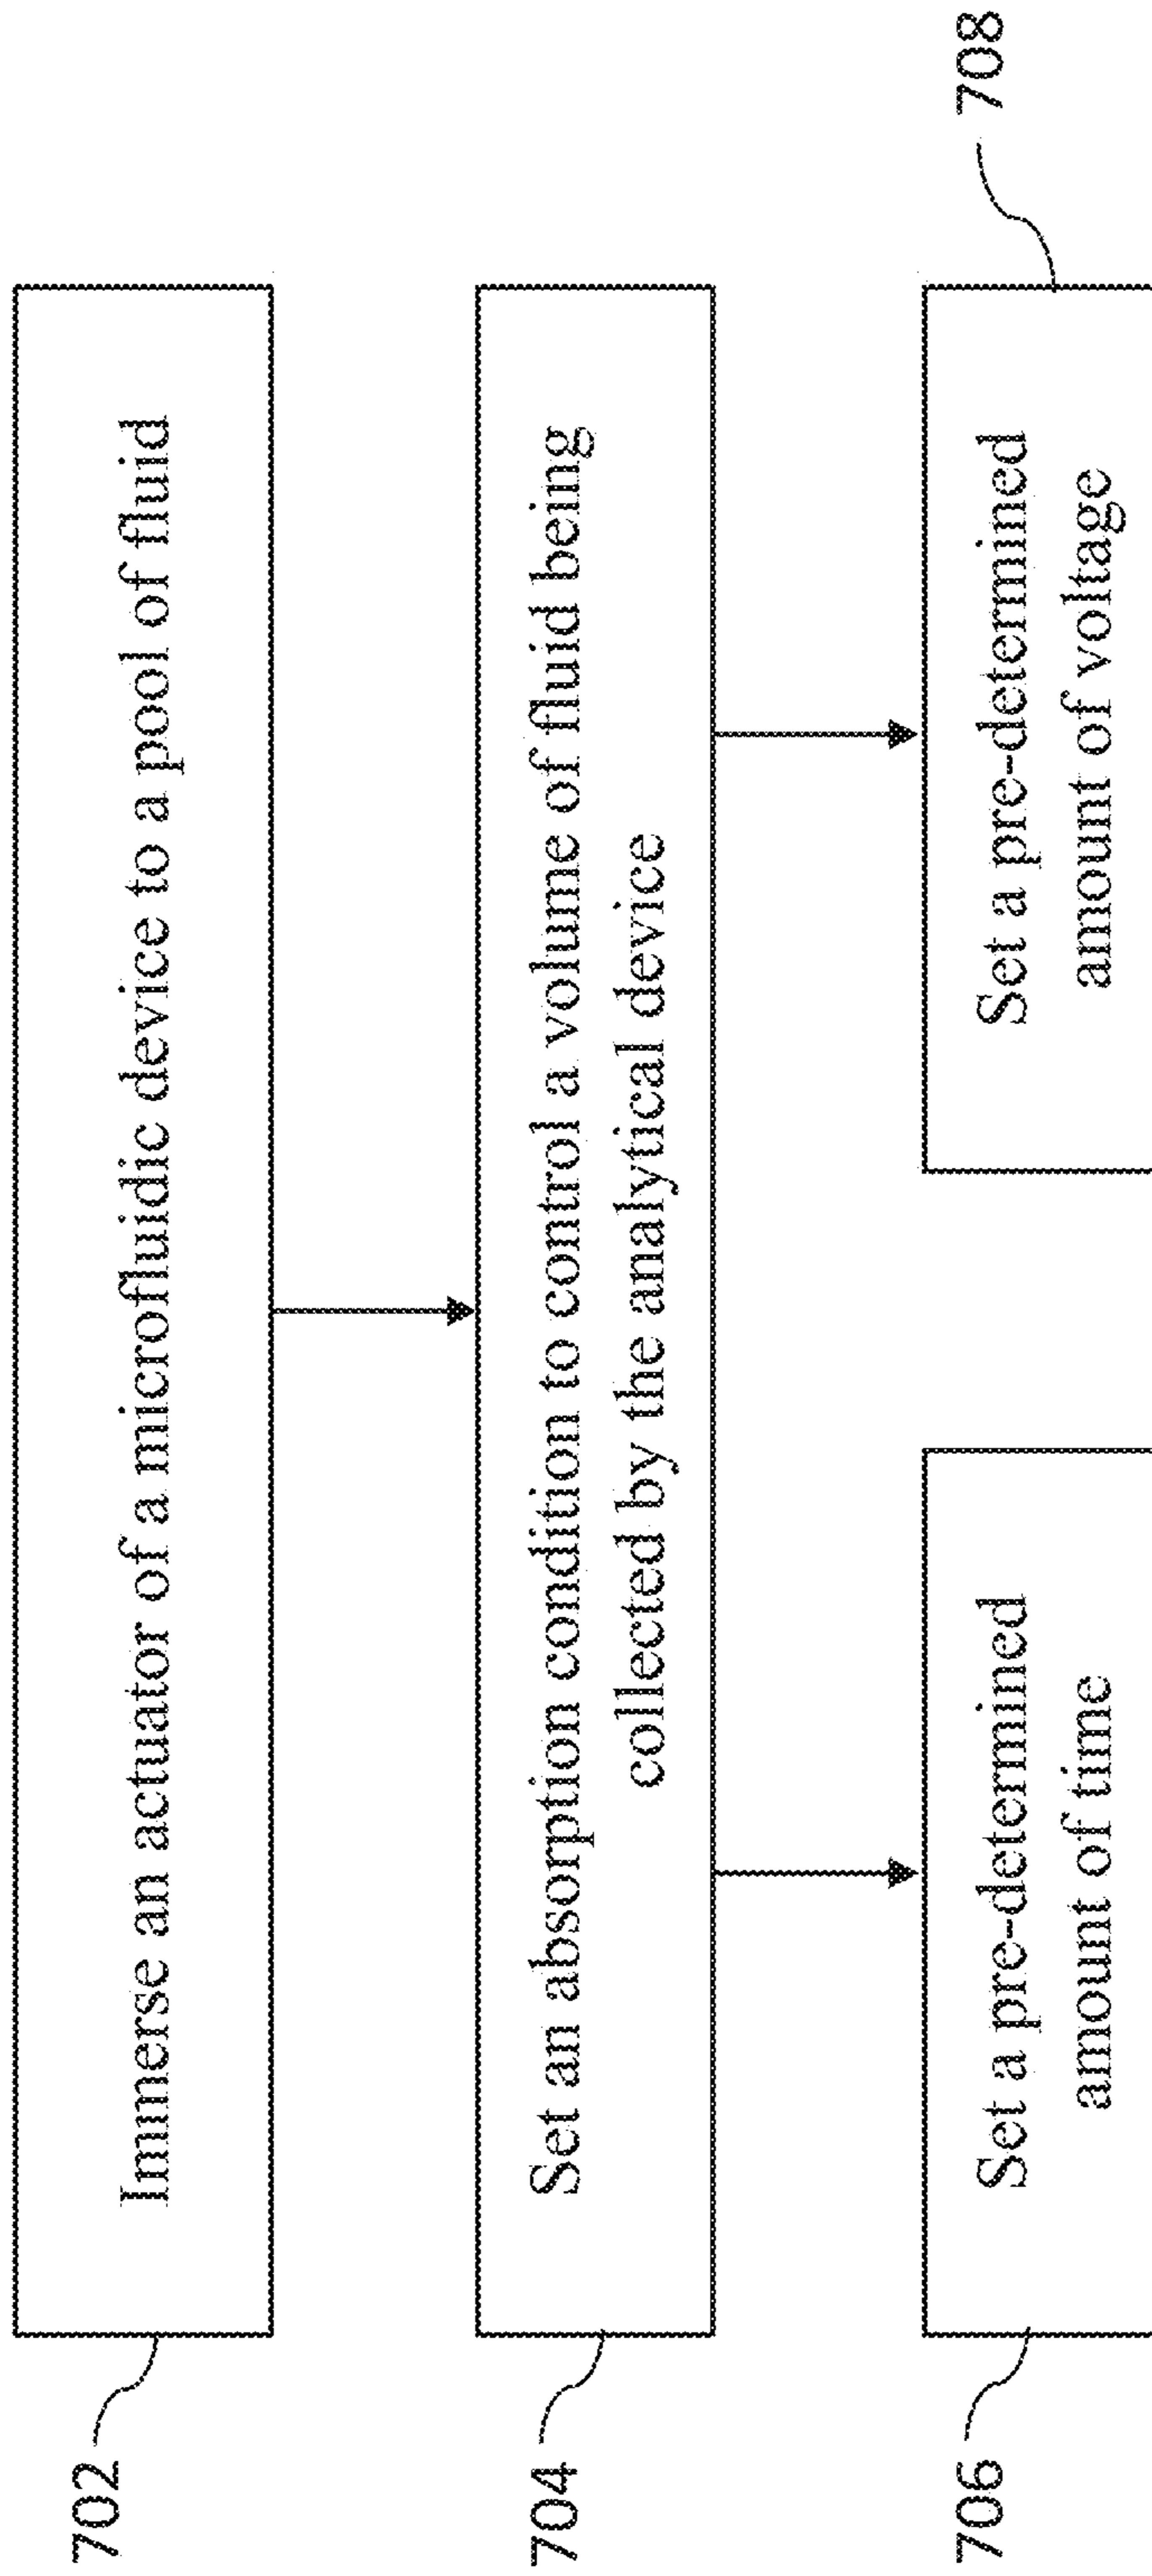 702
Immerse an actuator of a microfluidic device to a pool of fluid
704
Set an absorption condition to control a volume of fluid being
collected by the analytical device
706
Set a pre-determined
amount of time
708
Set a pre-determined
amount of voltage